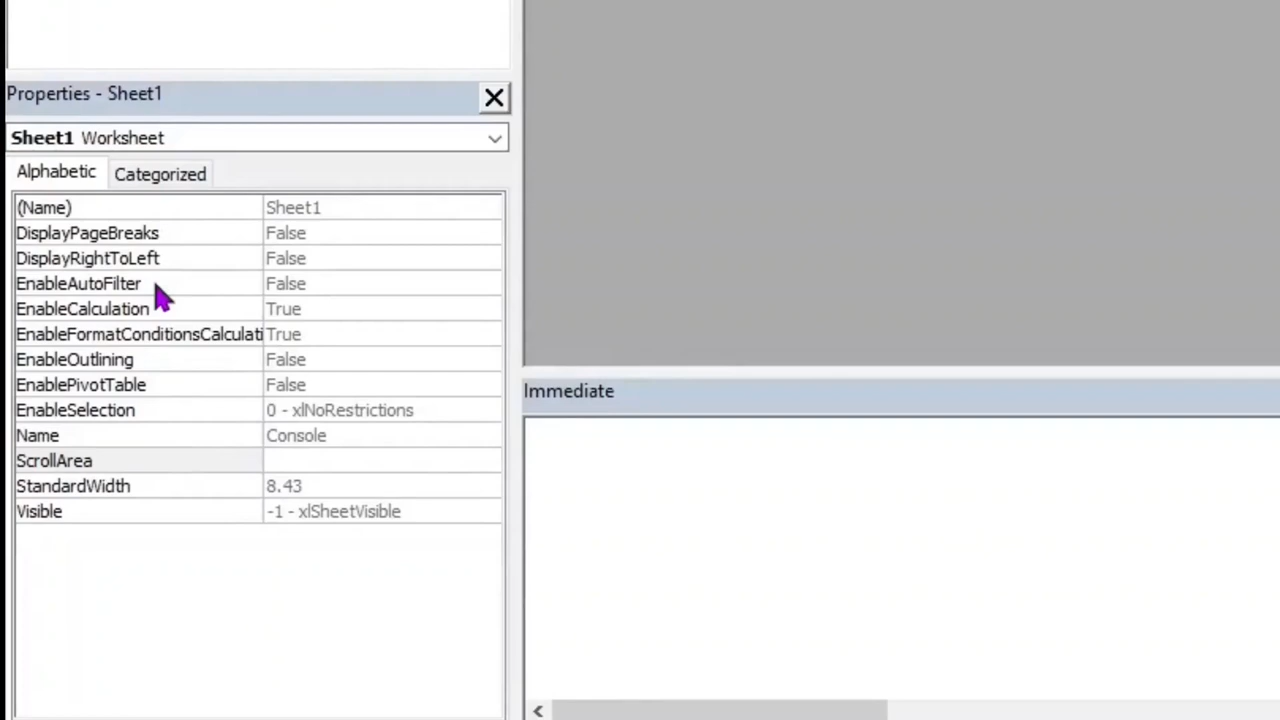 Properties - Sheet1
Sheet1 Worksheet
Alphabetic Categorized
(Name) Sheet1
DisplayPageBreaks False
DisplayRightToLeft False
EnableAutoFilter False
EnableCalculation True
EnableFormatConditionsCalculati True
EnableOutlining False
EnablePivotTable False
EnableSelection 0 - xlNoRestrictions
Name Console
ScrollArea
StandardWidth 8.43
Visible -1 - xlSheetVisible
Immediate